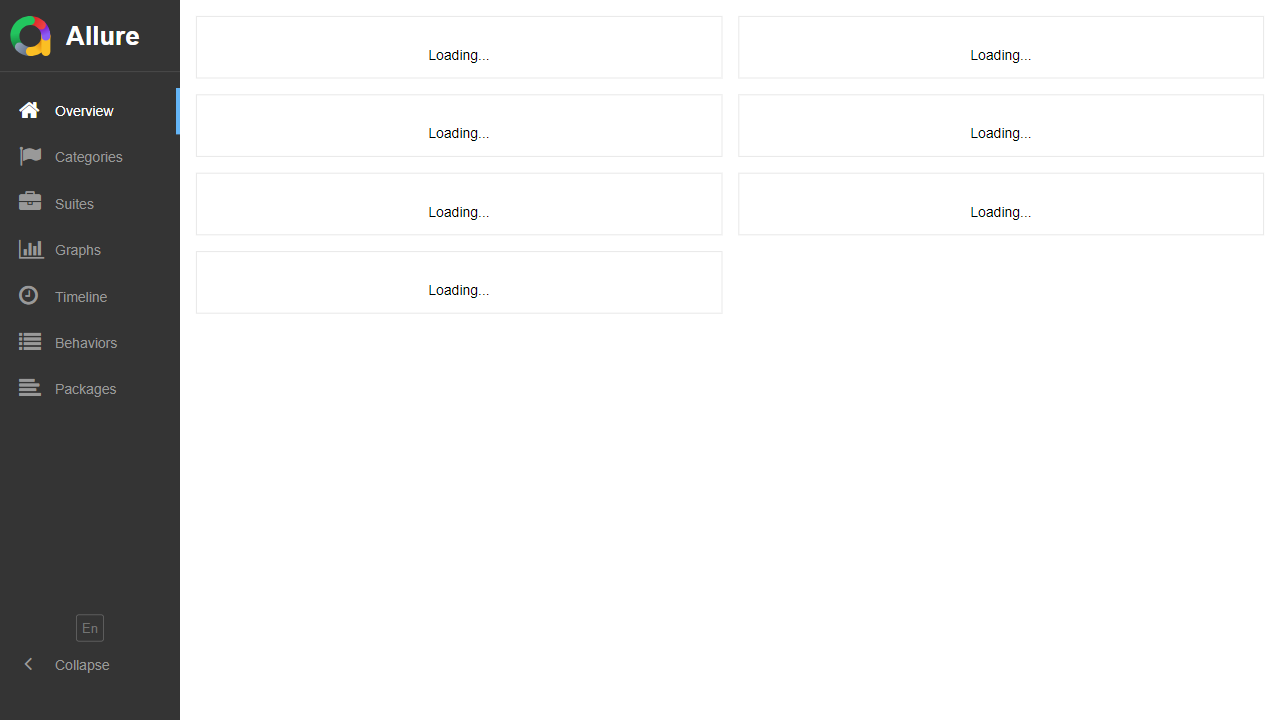 Allure
Overview
Categories
Suites
Graphs
Timeline
Behaviors
Packages
En
Collapse
Loading...
Loading...
Loading...
Loading...
Loading...
Loading...
Loading...